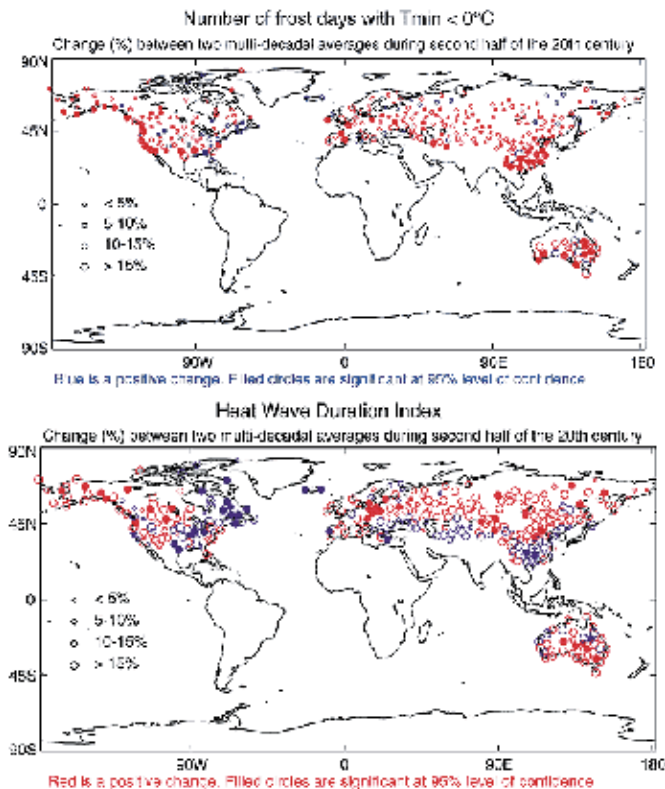 Number of frost days with Tmin < 0°C
Change (%) between two multi-decadal averages during second half of the 20th century
90N
45N
0
45S
90S
< 5%
5-10%
10-15%
> 15%
90W 0 90E 180
Blue is a positive change. Filled circles are significant at 95% level of confidence
Heat Wave Duration Index
Change (%) between two multi-decadal averages during second half of the 20th century
90N
45N
0
45S
90S
< 5%
5-10%
10-15%
> 15%
90W 0 90E 180
Red is a positive change. Filled circles are significant at 95% level of confidence